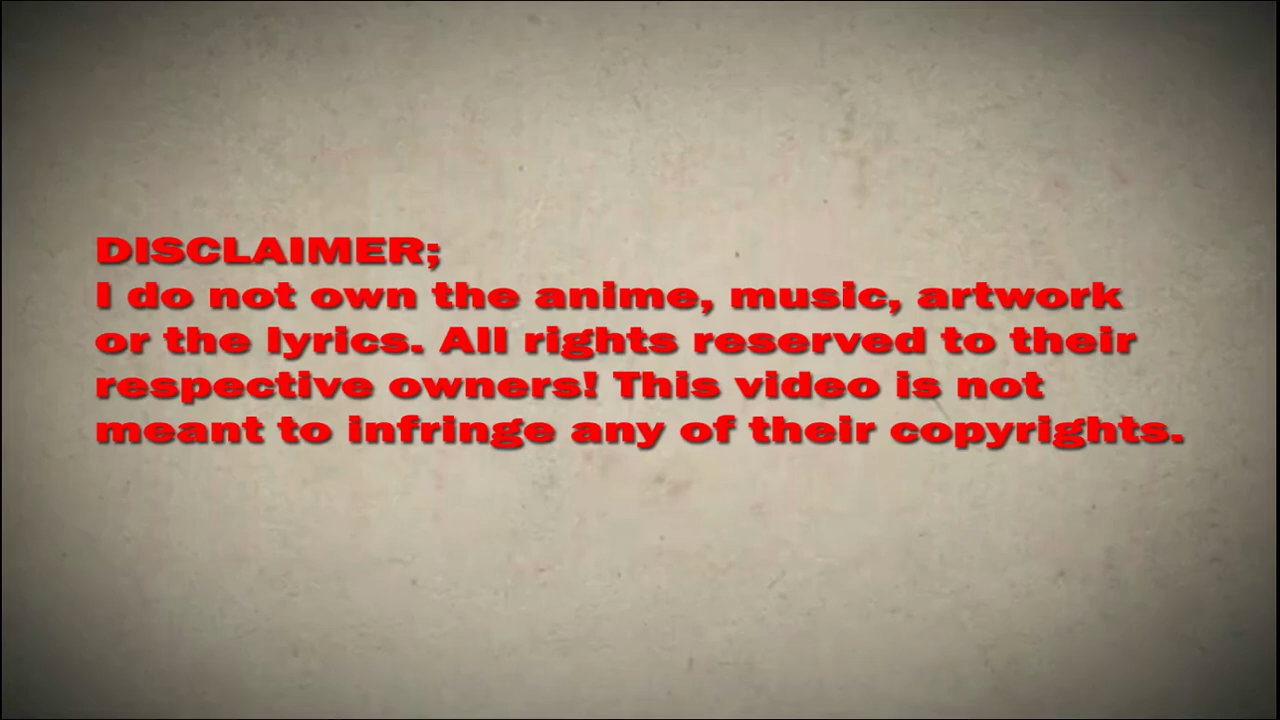 DISCLAIMER;
I do not own the anime, music, artwork
or the lyrics. All rights reserved to their
respective owners! This video is not
meant to infringe any of their copyrights.